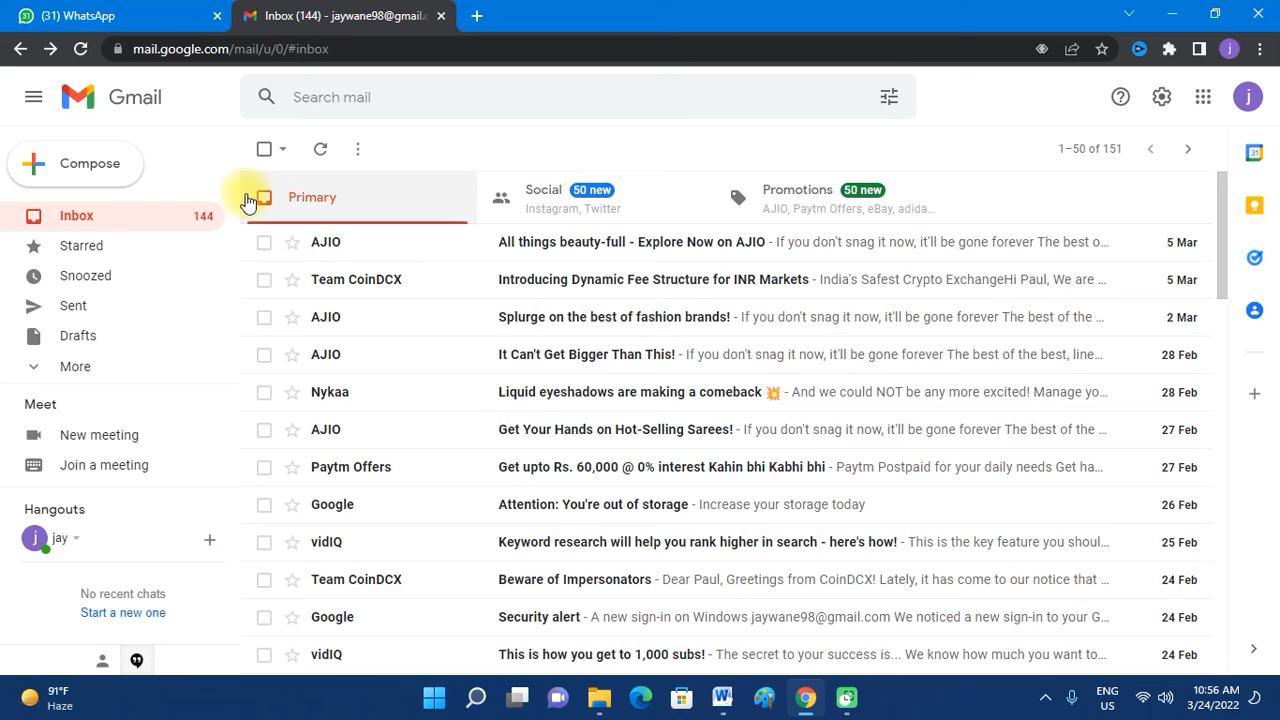 (31) WhatsApp
Inbox (144) - jaywane98@gmail.c
mail.google.com/mail/u/0/#inbox
j
Gmail
Search mail
j
Compose
1–50 of 151
Primary
Social 50 new
Instagram, Twitter
Promotions 50 new
AJIO, Paytm Offers, eBay, adida...
Inbox 144
Starred
Snoozed
Sent
Drafts
More
AJIO All things beauty-full - Explore Now on AJIO - If you don't snag it now, it'll be gone forever The best o... 5 Mar
Team CoinDCX Introducing Dynamic Fee Structure for INR Markets - India's Safest Crypto ExchangeHi Paul, We are ... 5 Mar
AJIO Splurge on the best of fashion brands! - If you don't snag it now, it'll be gone forever The best of the ... 2 Mar
AJIO It Can't Get Bigger Than This! - If you don't snag it now, it'll be gone forever The best of the best, line... 28 Feb
Nykaa Liquid eyeshadows are making a comeback 💥 - And we could NOT be any more excited! Manage yo... 28 Feb
AJIO Get Your Hands on Hot-Selling Sarees! - If you don't snag it now, it'll be gone forever The best of the... 27 Feb
Paytm Offers Get upto Rs. 60,000 @ 0% interest Kahin bhi Kabhi bhi - Paytm Postpaid for your daily needs Get ha... 27 Feb
Google Attention: You're out of storage - Increase your storage today 26 Feb
vidIQ Keyword research will help you rank higher in search - here's how! - This is the key feature you shoul... 25 Feb
Team CoinDCX Beware of Impersonators - Dear Paul, Greetings from CoinDCX! Lately, it has come to our notice that ... 24 Feb
Google Security alert - A new sign-in on Windows jaywane98@gmail.com We noticed a new sign-in to your G... 24 Feb
vidIQ This is how you get to 1,000 subs! - The secret to your success is... We know how much you want to... 24 Feb
Meet
New meeting
Join a meeting
Hangouts
j jay
No recent chats
Start a new one
31
91°F
Haze
ENG
US
10:56 AM
3/24/2022